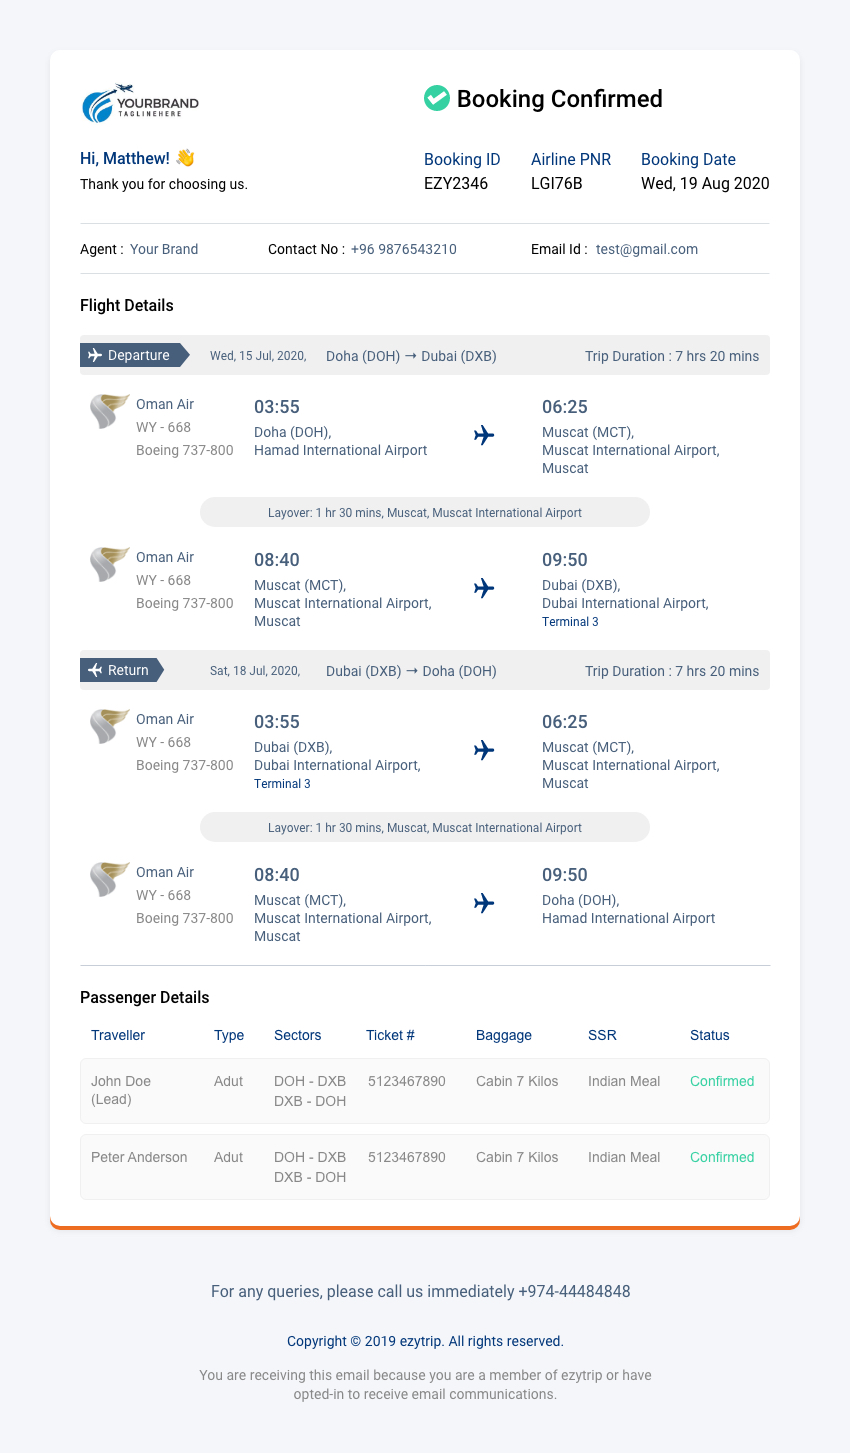 YOURBRAND
TAGLINEHERE
Booking Confirmed
Hi, Matthew! 👋
Thank you for choosing us.
Booking ID Airline PNR Booking Date
EZY2346 LGI76B Wed, 19 Aug 2020
Agent : Your Brand Contact No : +96 9876543210 Email Id : test@gmail.com
Flight Details
Departure Wed, 15 Jul, 2020, Doha (DOH) → Dubai (DXB) Trip Duration : 7 hrs 20 mins
Oman Air
WY - 668
Boeing 737-800
03:55
Doha (DOH),
Hamad International Airport
06:25
Muscat (MCT),
Muscat International Airport,
Muscat
Layover: 1 hr 30 mins, Muscat, Muscat International Airport
Oman Air
WY - 668
Boeing 737-800
08:40
Muscat (MCT),
Muscat International Airport,
Muscat
09:50
Dubai (DXB),
Dubai International Airport,
Terminal 3
Return Sat, 18 Jul, 2020, Dubai (DXB) → Doha (DOH) Trip Duration : 7 hrs 20 mins
Oman Air
WY - 668
Boeing 737-800
03:55
Dubai (DXB),
Dubai International Airport,
Terminal 3
06:25
Muscat (MCT),
Muscat International Airport,
Muscat
Layover: 1 hr 30 mins, Muscat, Muscat International Airport
Oman Air
WY - 668
Boeing 737-800
08:40
Muscat (MCT),
Muscat International Airport,
Muscat
09:50
Doha (DOH),
Hamad International Airport
Passenger Details
Traveller Type Sectors Ticket # Baggage SSR Status
John Doe Adut DOH - DXB 5123467890 Cabin 7 Kilos Indian Meal Confirmed
(Lead) DXB - DOH
Peter Anderson Adut DOH - DXB 5123467890 Cabin 7 Kilos Indian Meal Confirmed
DXB - DOH
For any queries, please call us immediately +974-44484848
Copyright © 2019 ezytrip. All rights reserved.
You are receiving this email because you are a member of ezytrip or have
opted-in to receive email communications.